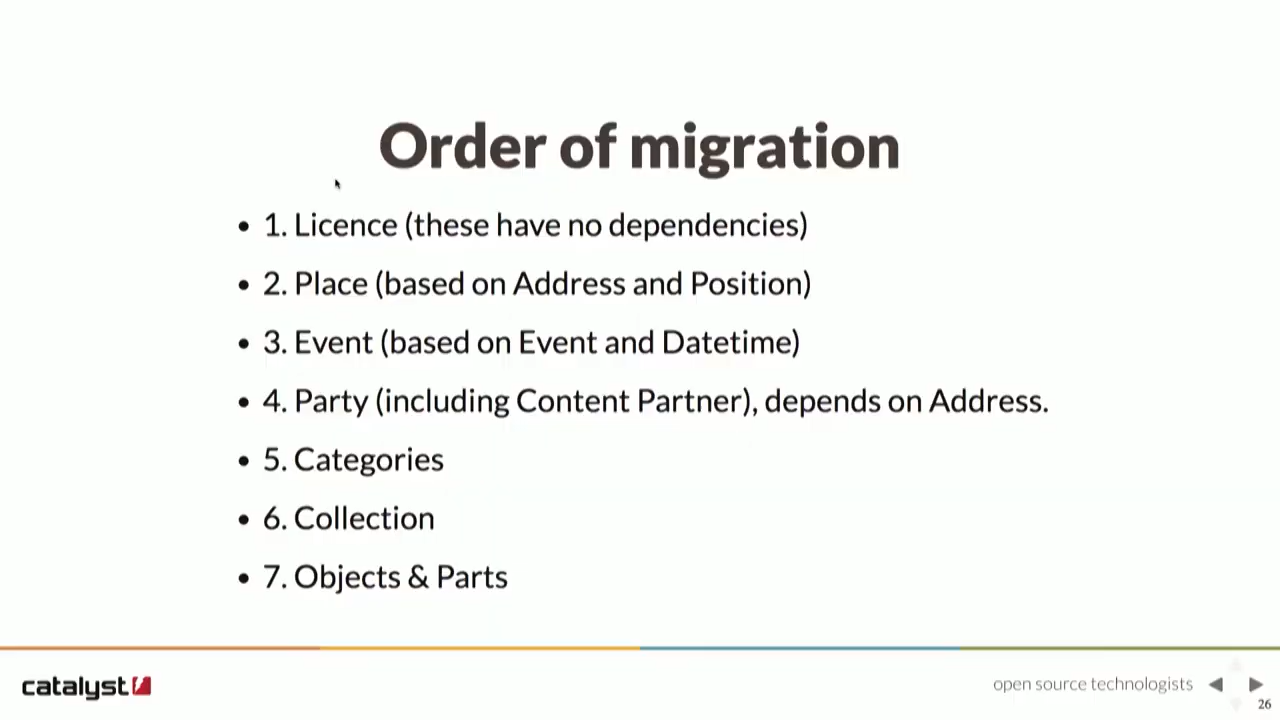 Order of migration
• 1. Licence (these have no dependencies)
• 2. Place (based on Address and Position)
• 3. Event (based on Event and Datetime)
• 4. Party (including Content Partner), depends on Address.
• 5. Categories
• 6. Collection
• 7. Objects & Parts
catalyst
open source technologists
26